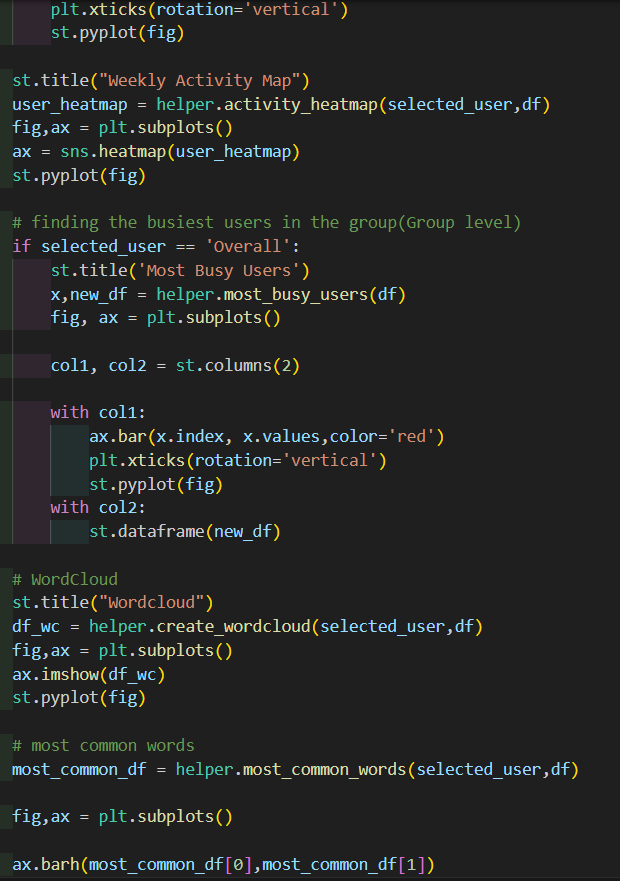 plt.xticks(rotation='vertical')
st.pyplot(fig)
st.title("Weekly Activity Map")
user_heatmap = helper.activity_heatmap(selected_user,df)
fig,ax = plt.subplots()
ax = sns.heatmap(user_heatmap)
st.pyplot(fig)
# finding the busiest users in the group(Group level)
if selected_user == 'Overall':
st.title('Most Busy Users')
x,new_df = helper.most_busy_users(df)
fig, ax = plt.subplots()
col1, col2 = st.columns(2)
with col1:
ax.bar(x.index, x.values,color='red')
plt.xticks(rotation='vertical')
st.pyplot(fig)
with col2:
st.dataframe(new_df)
# WordCloud
st.title("Wordcloud")
df_wc = helper.create_wordcloud(selected_user,df)
fig,ax = plt.subplots()
ax.imshow(df_wc)
st.pyplot(fig)
# most common words
most_common_df = helper.most_common_words(selected_user,df)
fig,ax = plt.subplots()
ax.barh(most_common_df[0],most_common_df[1])